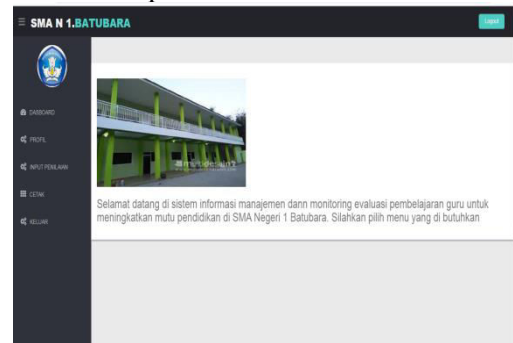 SMA N 1.BATUBARA
Logout
DASBOARD
PROFIL
INPUT PENILAIAN
CETAK
KELUAR
Selamat datang di sistem informasi manajemen dann monitoring evaluasi pembelajaran guru untuk
meningkatkan mutu pendidikan di SMA Negeri 1 Batubara. Silahkan pilih menu yang di butuhkan